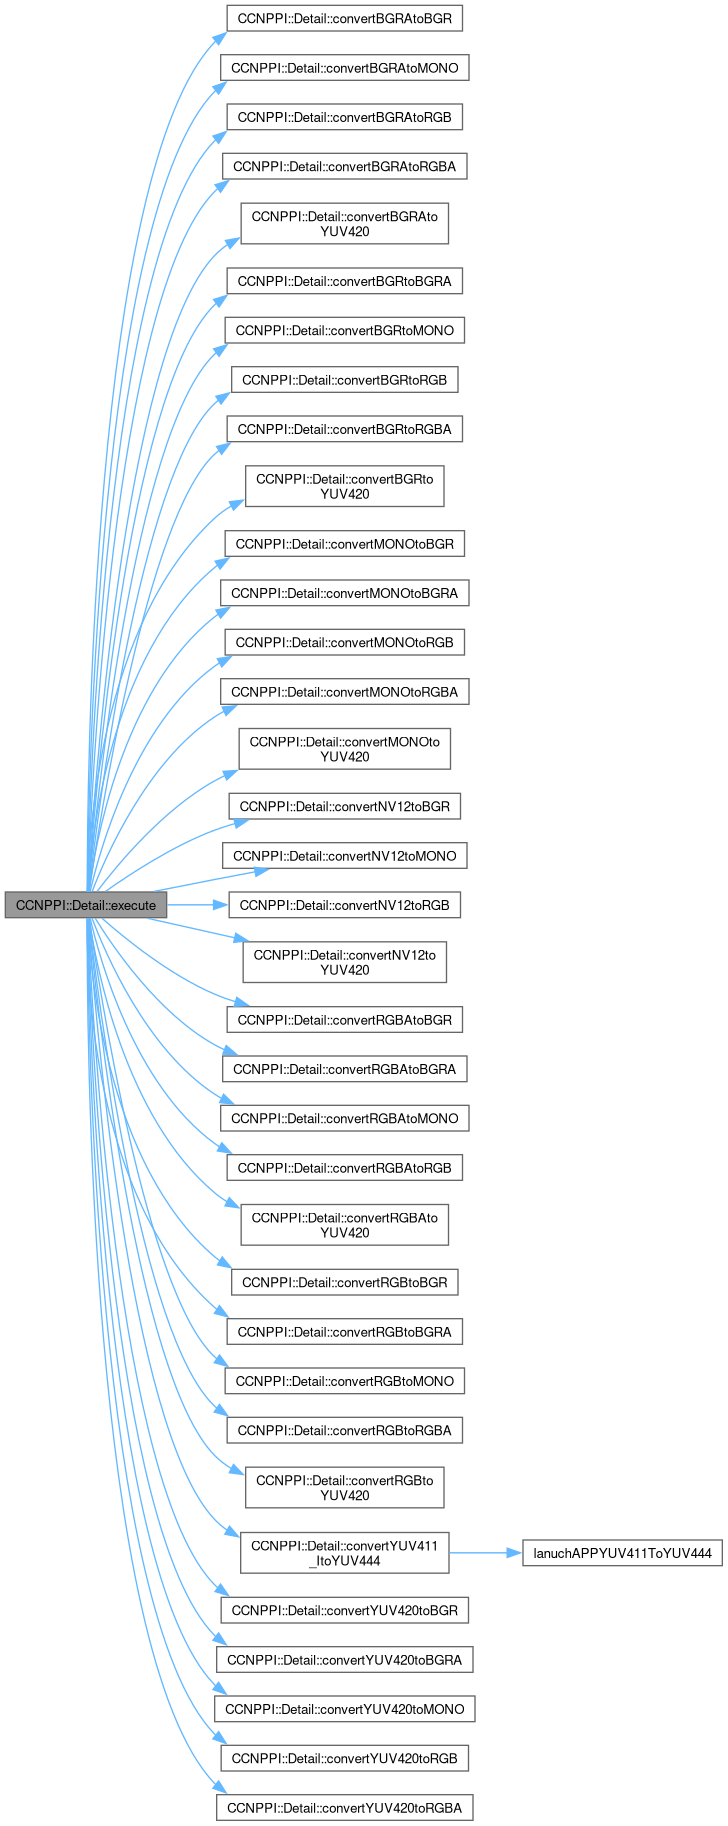 CCNPPI::Detail::convertBGRAtoBGR
CCNPPI::Detail::convertBGRAtoMONO
CCNPPI::Detail::convertBGRAtoRGB
CCNPPI::Detail::convertBGRAtoRGBA
CCNPPI::Detail::convertBGRAto
YUV420
CCNPPI::Detail::convertBGRtoBGRA
CCNPPI::Detail::convertBGRtoMONO
CCNPPI::Detail::convertBGRtoRGB
CCNPPI::Detail::convertBGRtoRGBA
CCNPPI::Detail::convertBGRto
YUV420
CCNPPI::Detail::convertMONOtoBGR
CCNPPI::Detail::convertMONOtoBGRA
CCNPPI::Detail::convertMONOtoRGB
CCNPPI::Detail::convertMONOtoRGBA
CCNPPI::Detail::convertMONOto
YUV420
CCNPPI::Detail::convertNV12toBGR
CCNPPI::Detail::convertNV12toMONO
CCNPPI::Detail::execute
CCNPPI::Detail::convertNV12toRGB
CCNPPI::Detail::convertNV12to
YUV420
CCNPPI::Detail::convertRGBAtoBGR
CCNPPI::Detail::convertRGBAtoBGRA
CCNPPI::Detail::convertRGBAtoMONO
CCNPPI::Detail::convertRGBAtoRGB
CCNPPI::Detail::convertRGBAto
YUV420
CCNPPI::Detail::convertRGBtoBGR
CCNPPI::Detail::convertRGBtoBGRA
CCNPPI::Detail::convertRGBtoMONO
CCNPPI::Detail::convertRGBtoRGBA
CCNPPI::Detail::convertRGBto
YUV420
CCNPPI::Detail::convertYUV411
_ItoYUV444
lanuchAPPYUV411ToYUV444
CCNPPI::Detail::convertYUV420toBGR
CCNPPI::Detail::convertYUV420toBGRA
CCNPPI::Detail::convertYUV420toMONO
CCNPPI::Detail::convertYUV420toRGB
CCNPPI::Detail::convertYUV420toRGBA